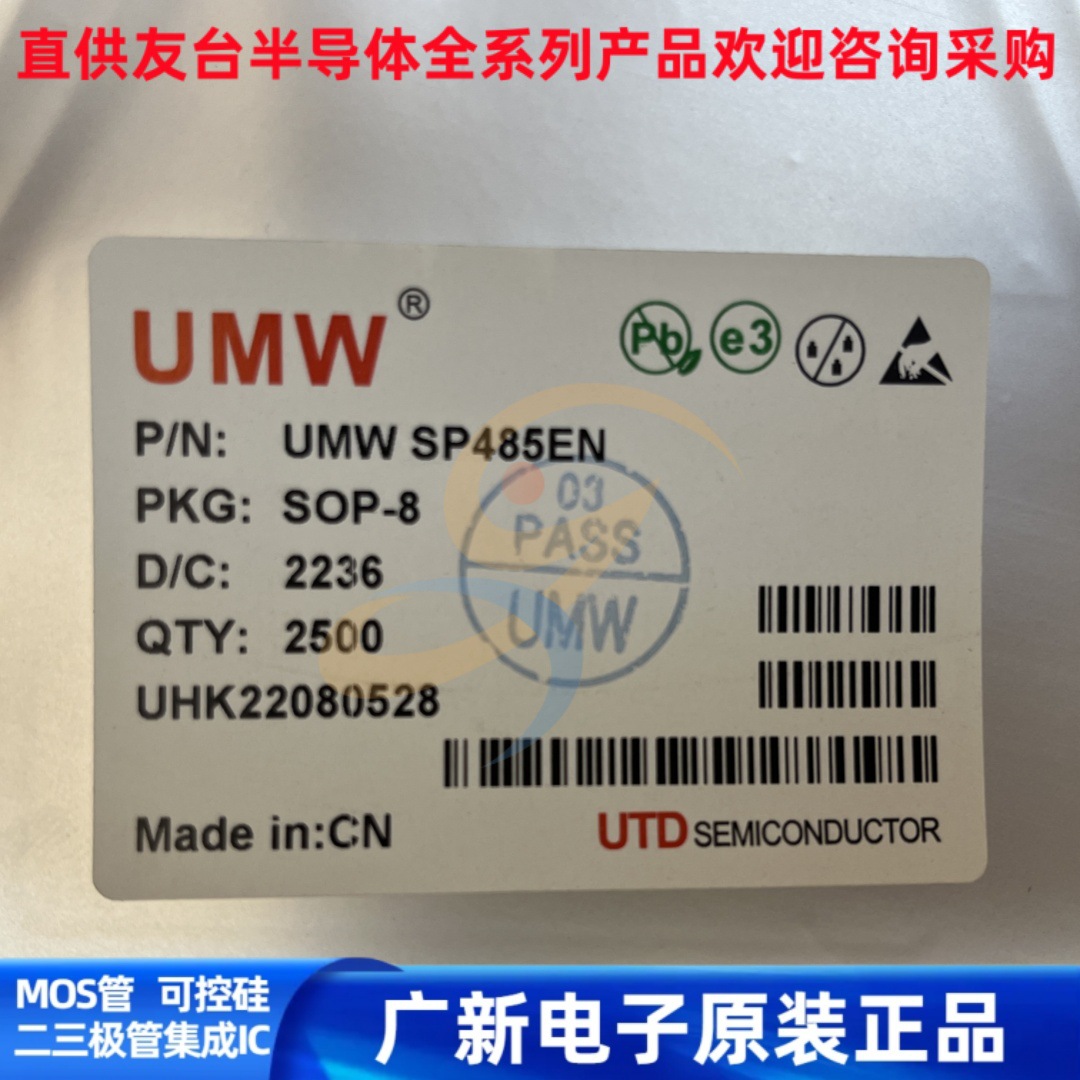 直供友台半导体全系列产品欢迎咨询采购
UMW®
Pb e3
P/N: UMW SP485EN
PKG: SOP-8
D/C: 2236
QTY: 2500
UHK22080528
03
PASS
UMW
Made in:CN
UTD SEMICONDUCTOR
MOS管 可控硅
二三极管集成IC
广新电子原装正品